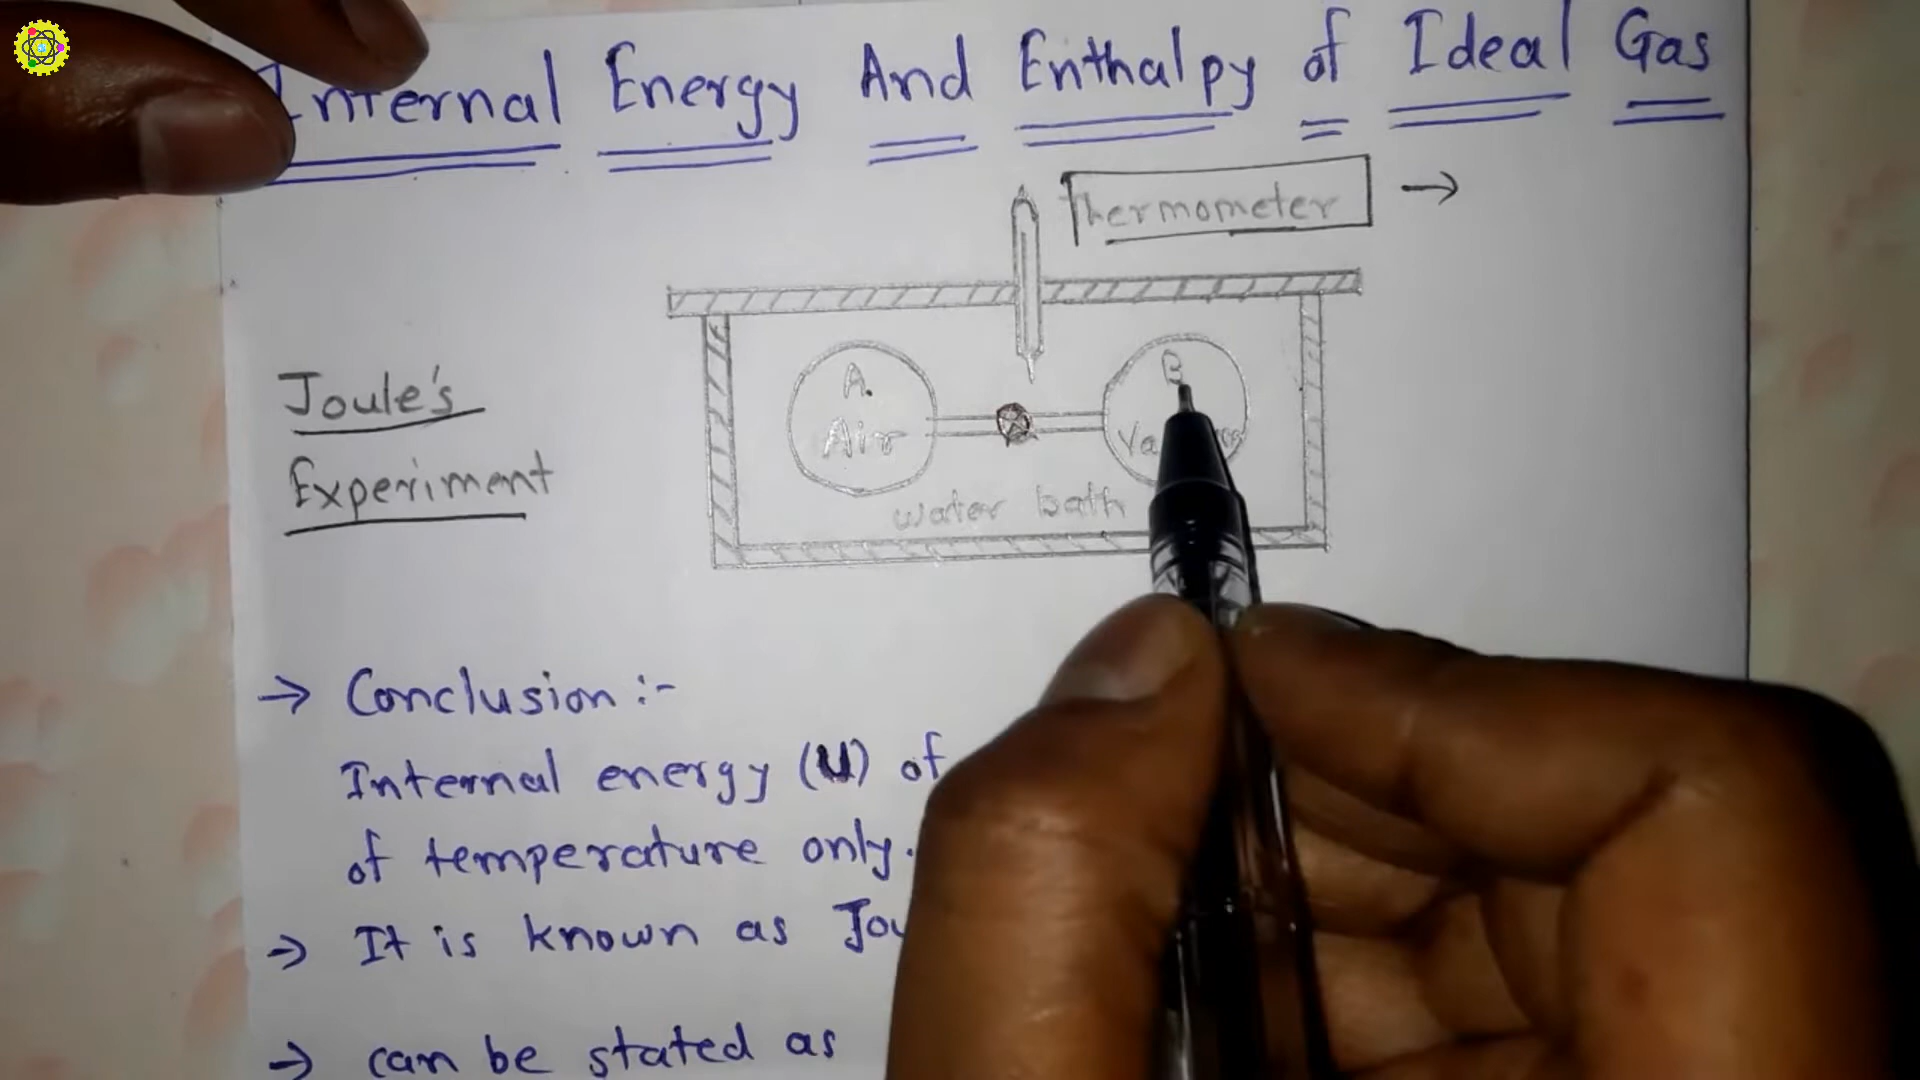 Internal Energy And Enthalpy of Ideal Gas
Thermometer →
Joule's
Experiment
A.
Air
B
water bath
→ Conclusion :-
Internal energy (U) of
of temperature only.
→ It is known as
→ can be stated as